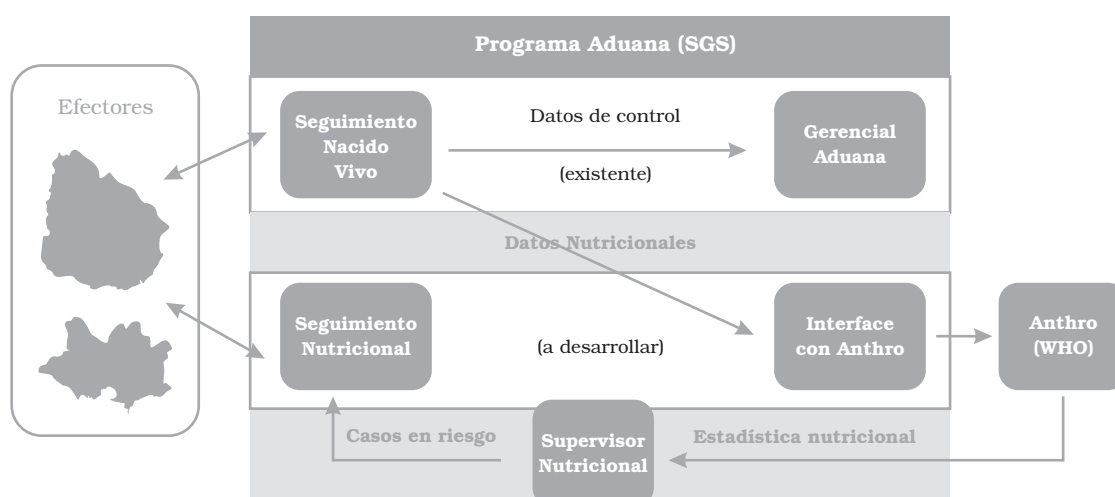 Programa Aduana (SGS)
Efectores
Seguimiento
Nacido
Vivo
Datos de control
(existente)
Gerencial
Aduana
Datos Nutricionales
Seguimiento
Nutricional
(a desarrollar)
Interface
con Anthro
Anthro
(WHO)
Casos en riesgo
Supervisor
Nutricional
Estadística nutricional